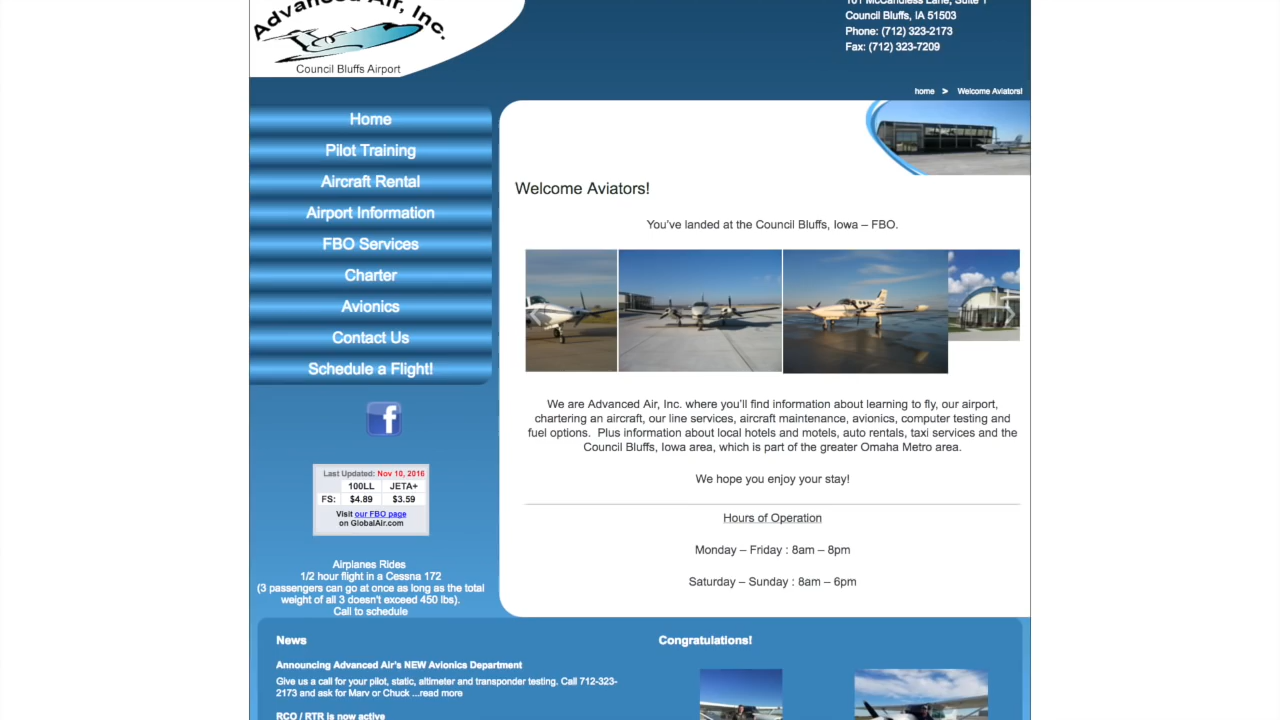 Advanced Air, Inc.
Council Bluffs Airport
101 McCandless Lane, Suite 1
Council Bluffs, IA 51503
Phone: (712) 323-2173
Fax: (712) 323-7209
home > Welcome Aviators!
Home
Pilot Training
Aircraft Rental
Airport Information
FBO Services
Charter
Avionics
Contact Us
Schedule a Flight!
f
Last Updated: Nov 10, 2016
100LL JETA+
FS: $4.89 $3.59
Visit our FBO page
on GlobalAir.com
Airplanes Rides
1/2 hour flight in a Cessna 172
(3 passengers can go at once as long as the total
weight of all 3 doesn't exceed 450 lbs).
Call to schedule
Welcome Aviators!
You've landed at the Council Bluffs, Iowa – FBO.
We are Advanced Air, Inc. where you'll find information about learning to fly, our airport,
chartering an aircraft, our line services, aircraft maintenance, avionics, computer testing and
fuel options. Plus information about local hotels and motels, auto rentals, taxi services and the
Council Bluffs, Iowa area, which is part of the greater Omaha Metro area.
We hope you enjoy your stay!
Hours of Operation
Monday – Friday : 8am – 8pm
Saturday – Sunday : 8am – 6pm
News
Announcing Advanced Air's NEW Avionics Department
Give us a call for your pilot, static, altimeter and transponder testing. Call 712-323-
2173 and ask for Marv or Chuck ...read more
RCO / RTR is now active
Congratulations!